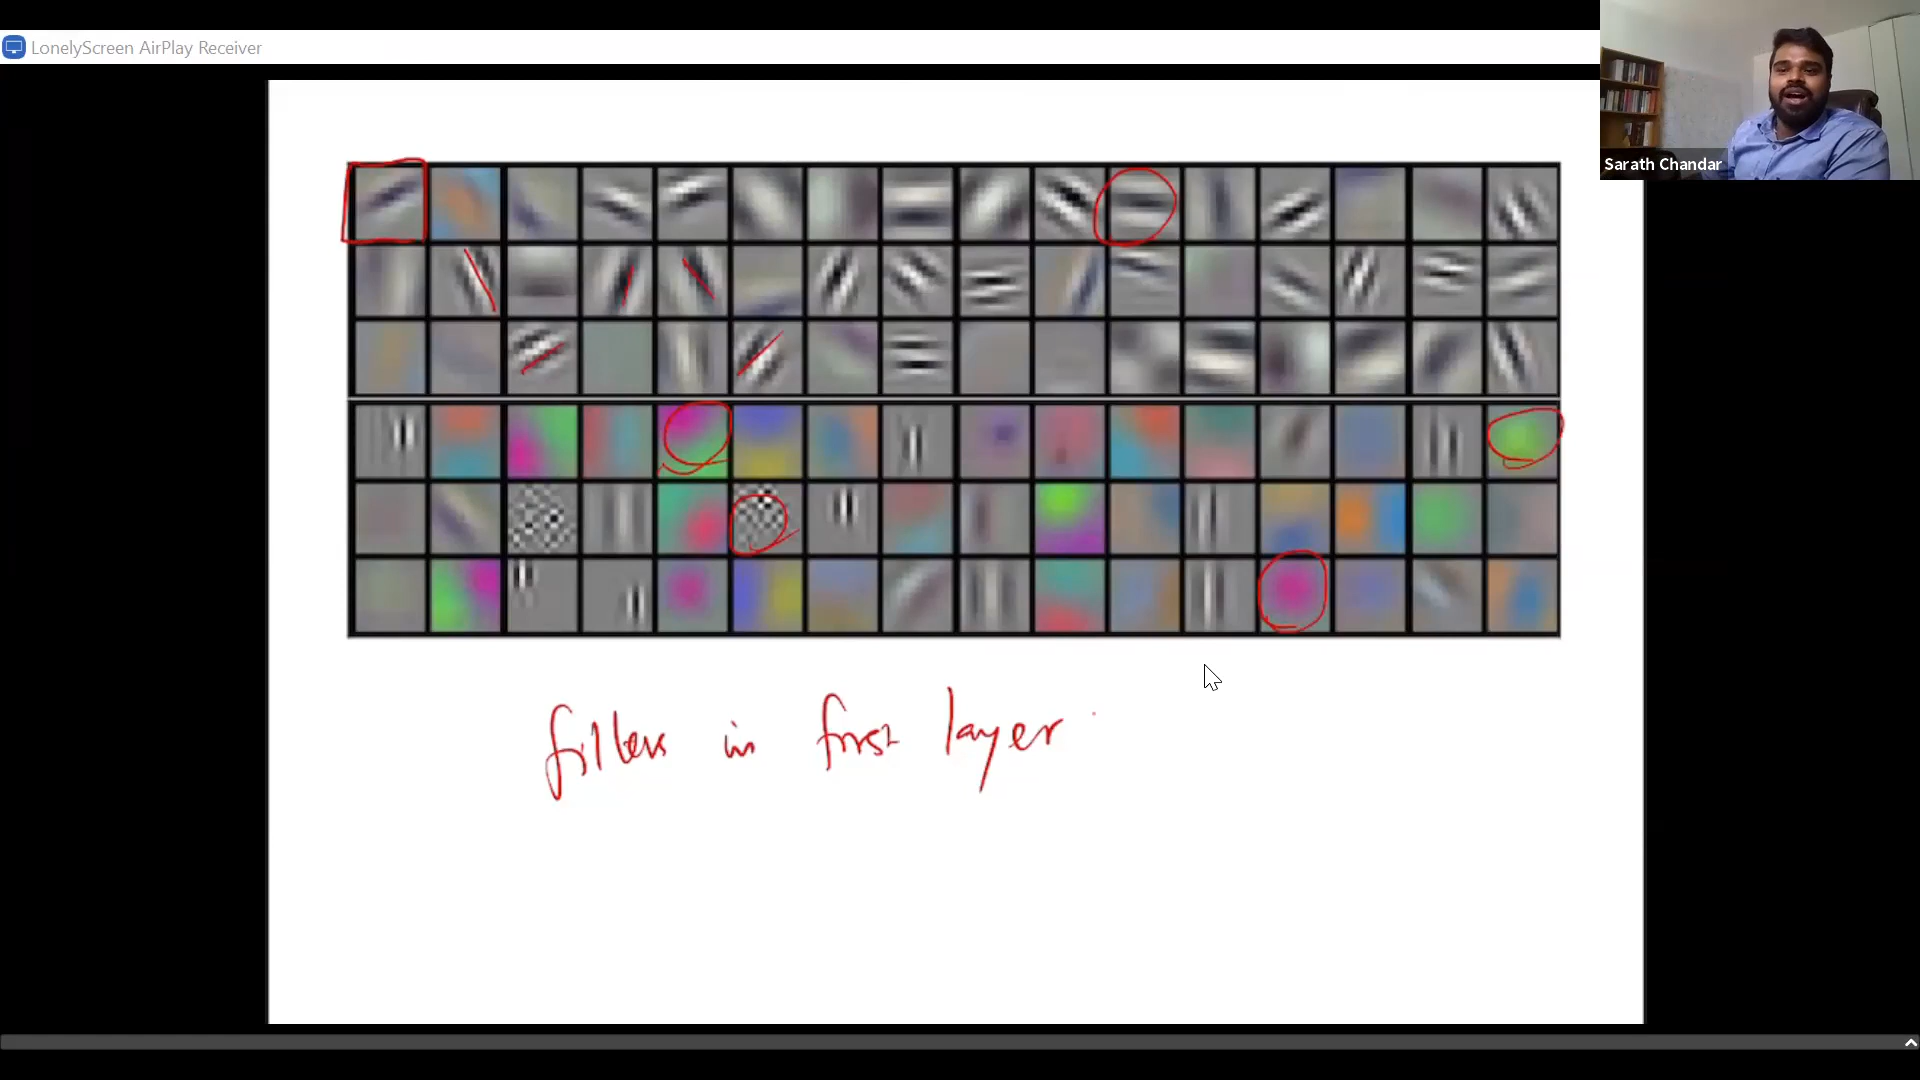 LonelyScreen AirPlay Receiver
Sarath Chandar
filters in first layer